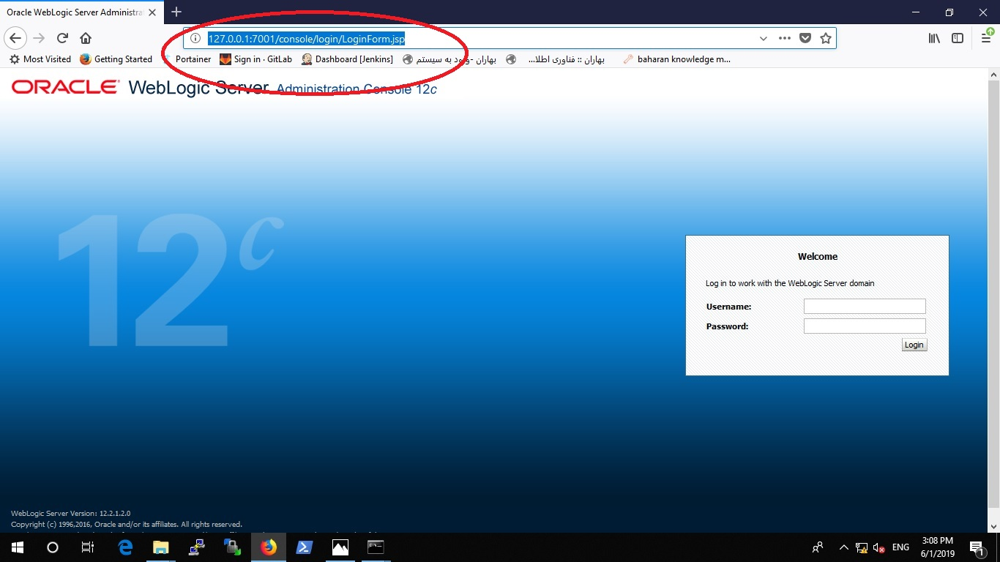 Oracle WebLogic Server Administra
127.0.0.1:7001/console/login/LoginForm.jsp
Most Visited Getting Started Portainer Sign in · GitLab Dashboard [Jenkins] بهاران - به سیستم بهاران :: فناوری اطلا... baharan knowledge m...
ORACLE WebLogic Server Administration Console 12c
12c
Welcome
Log in to work with the WebLogic Server domain
Username:
Password:
Login
WebLogic Server Version: 12.2.1.2.0
Copyright (c) 1996,2016, Oracle and/or its affiliates. All rights reserved.
ENG
3:08 PM
6/1/2019
1